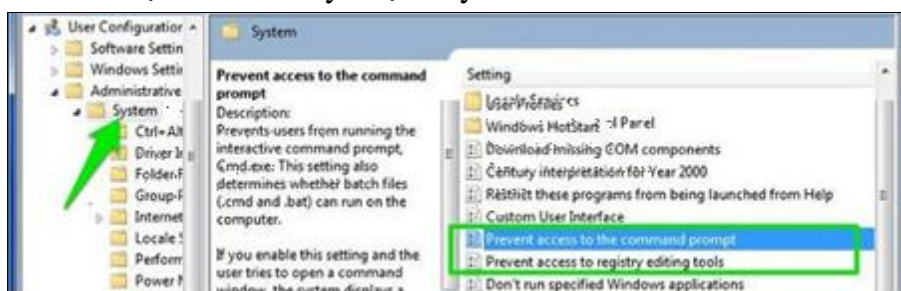 User Configuration
Software Settin
Windows Settin
Administrative
System
Ctrl+Alt
Driver In
Folder
Group
Internet
Locale S
Perform
Power M
System
Prevent access to the command
prompt
Description:
Prevents users from running the
interactive command prompt,
Cmd.exe: This setting also
determines whether batch files
(.cmd and .bat) can run on the
computer.
If you enable this setting and the
user tries to open a command
window, the system displays a
Setting
Windows HotStart
Download missing COM components
Century interpretation for Year 2000
Restrict these programs from being launched from Help
Custom User Interface
Prevent access to the command prompt
Prevent access to registry editing tools
Don't run specified Windows applications